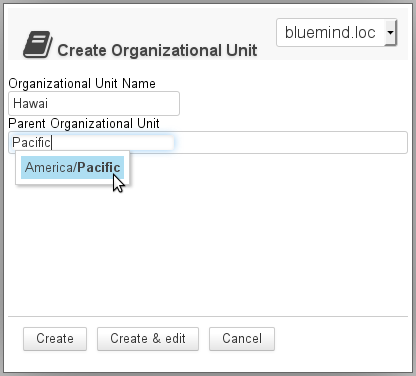 Create Organizational Unit
bluemind.loc
Organizational Unit Name
Hawai
Parent Organizational Unit
Pacific
America/Pacific
Create
Create & edit
Cancel